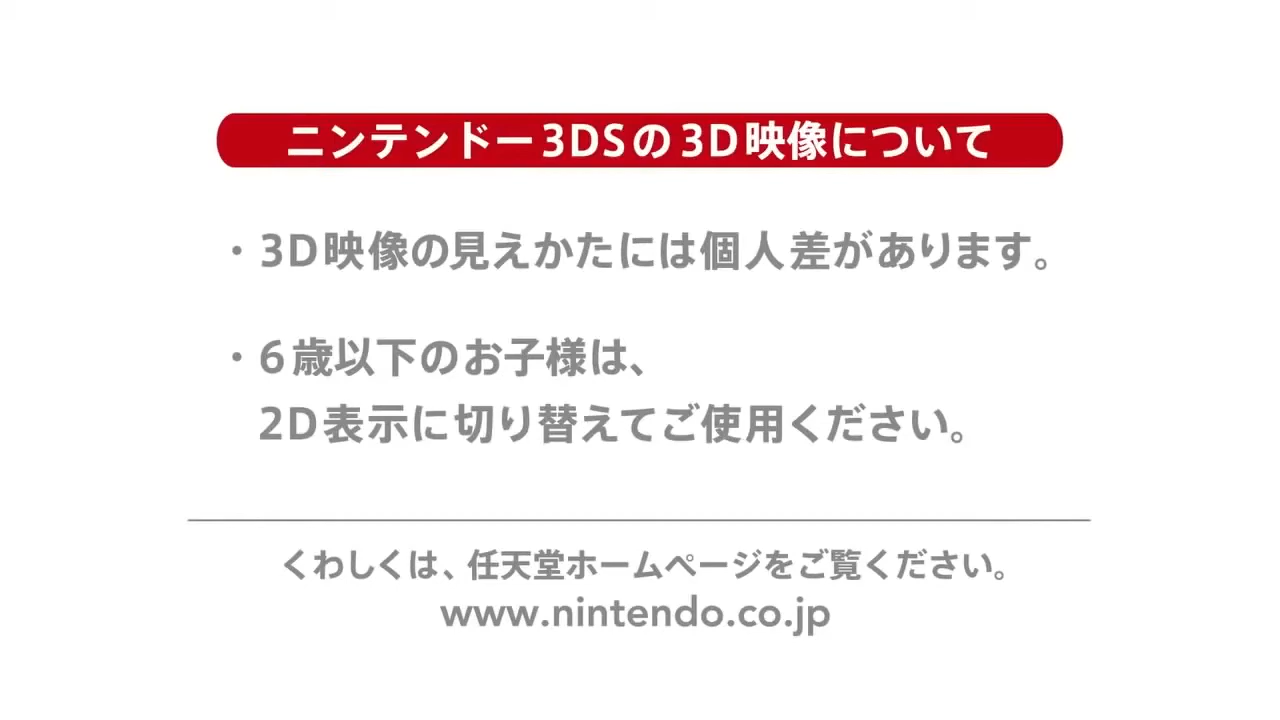 ニンテンドー3DSの3D映像について
・3D映像の見えかたには個人差があります。
・6歳以下のお子様は、
2D表示に切り替えてご使用ください。
くわしくは、任天堂ホームページをご覧ください。
www.nintendo.co.jp